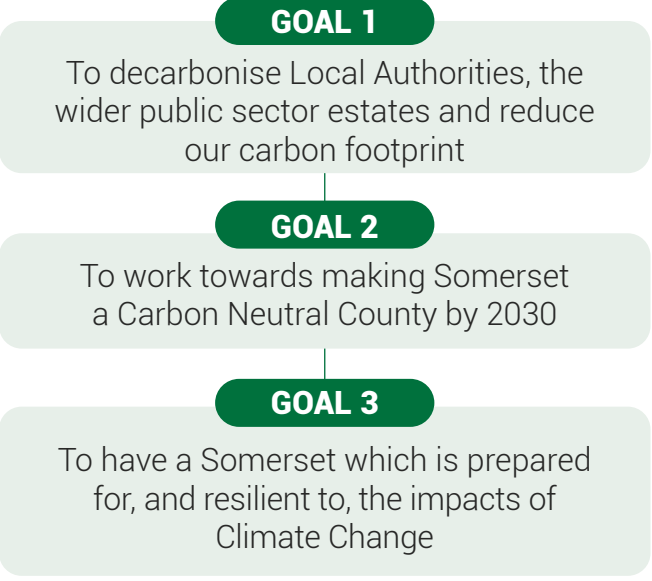 GOAL 1
To decarbonise Local Authorities, the
wider public sector estates and reduce
our carbon footprint
GOAL 2
To work towards making Somerset
a Carbon Neutral County by 2030
GOAL 3
To have a Somerset which is prepared
for, and resilient to, the impacts of
Climate Change